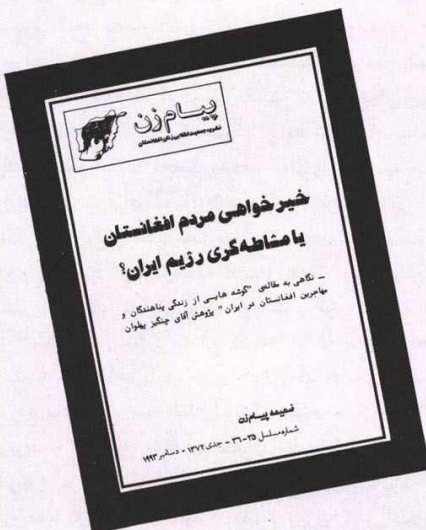 پیام زن
نشریه جمعیت انقلابی زنان افغانستان
خیرخواهی مردم افغانستان
یا مشاطه‌گری رژیم ایران؟
– نگاهی به مقاله‌ی "گوشه هایی از زندگی پناهندگان و
مهاجرین افغانستان در ایران" پژوهش آقای چنگیز پهلوان
ضمیمه پیام زن
شماره مسلسل ۳۵-۳۶ - جدی ۱۳۷۲ - دسامبر ۱۹۹۳